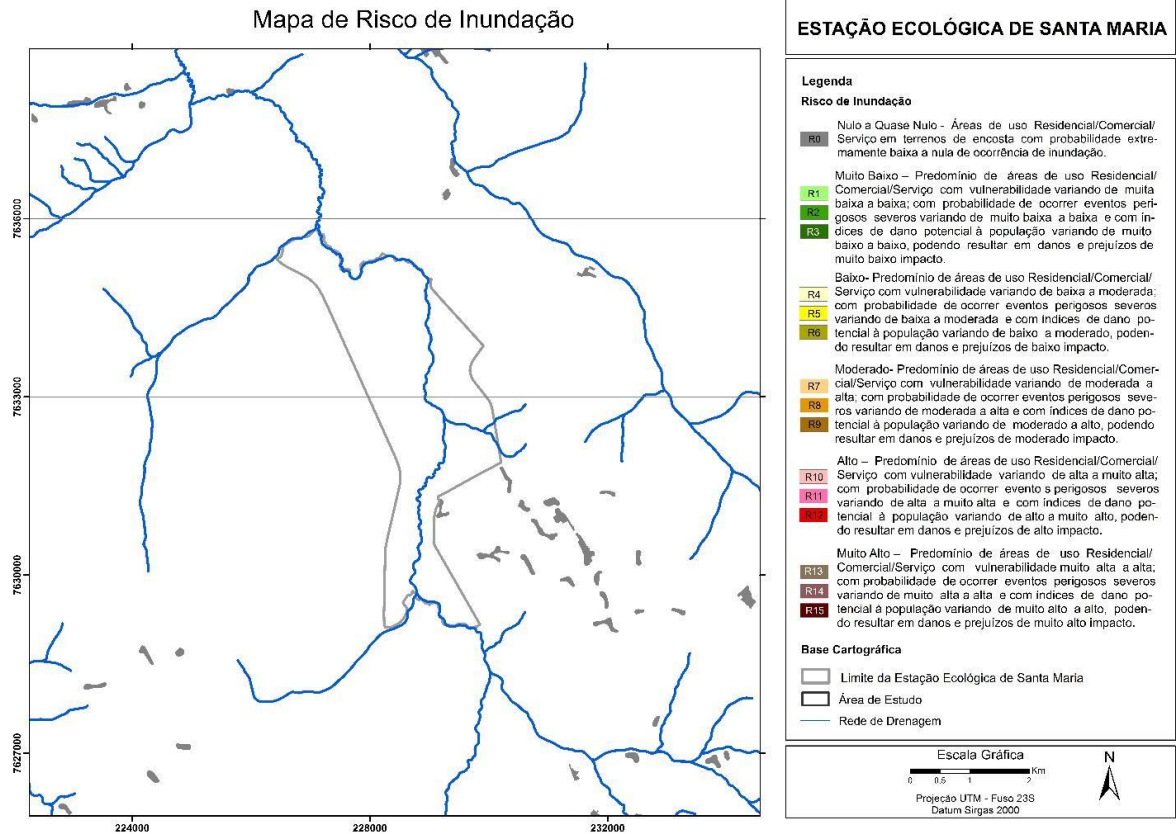 Mapa de Risco de Inundação
7636000
7633000
7630000
7627000
224000
228000
232000
ESTAÇÃO ECOLÓGICA DE SANTA MARIA
Legenda
Risco de Inundação
R0
Nulo a Quase Nulo - Áreas de uso Residencial/Comercial/
Serviço em terrenos de encosta com probabilidade extre-
mamente baixa a nula de ocorrência de inundação.
R1
R2
R3
Muito Baixo – Predomínio de áreas de uso Residencial/
Comercial/Serviço com vulnerabilidade variando de muita
baixa a baixa; com probabilidade de ocorrer eventos peri-
gosos severos variando de muito baixa a baixa e com ín-
dices de dano potencial à população variando de muito
baixo a baixo, podendo resultar em danos e prejuízos de
muito baixo impacto.
R4
R5
R6
Baixo- Predomínio de áreas de uso Residencial/Comercial/
Serviço com vulnerabilidade variando de baixa a moderada;
com probabilidade de ocorrer eventos perigosos severos
variando de baixa a moderada e com índices de dano po-
tencial à população variando de baixo a moderado, poden-
do resultar em danos e prejuízos de baixo impacto.
R7
R8
R9
Moderado- Predomínio de áreas de uso Residencial/Comer-
cial/Serviço com vulnerabilidade variando de moderada a
alta; com probabilidade de ocorrer eventos perigosos seve-
ros variando de moderada a alta e com índices de dano po-
tencial à população variando de moderado a alto, podendo
resultar em danos e prejuízos de moderado impacto.
R10
R11
R12
Alto – Predomínio de áreas de uso Residencial/Comercial/
Serviço com vulnerabilidade variando de alta a muito alta;
com probabilidade de ocorrer evento s perigosos severos
variando de alta a muito alta e com índices de dano po-
tencial à população variando de alto a muito alto, poden-
do resultar em danos e prejuízos de alto impacto.
R13
R14
R15
Muito Alto – Predomínio de áreas de uso Residencial/
Comercial/Serviço com vulnerabilidade muito alta a alta;
com probabilidade de ocorrer eventos perigosos severos
variando de muito alta a alta e com índices de dano po-
tencial à população variando de muito alto a alto, poden-
do resultar em danos e prejuízos de muito alto impacto.
Base Cartográfica
Limite da Estação Ecológica de Santa Maria
Área de Estudo
Rede de Drenagem
Escala Gráfica
0 0,5 1 2 Km
N
Projeção UTM - Fuso 23S
Datum Sirgas 2000